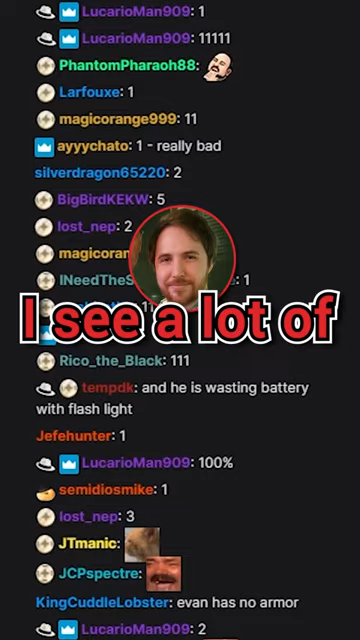 LucarioMan909: 1
LucarioMan909: 11111
PhantomPharaoh88:
Larfouxe: 1
magicorange999: 11
ayyychato: 1 - really bad
silverdragon65220: 2
BigBirdKEKW: 5
lost_nep: 2
magicoran
INeedTheS : 1
I see a lot of
Rico_the_Black: 111
tempdk: and he is wasting battery
with flash light
Jefehunter: 1
LucarioMan909: 100%
semidiosmike: 1
lost_nep: 3
JTmanic:
JCPspectre:
KingCuddleLobster: evan has no armor
LucarioMan909: 2